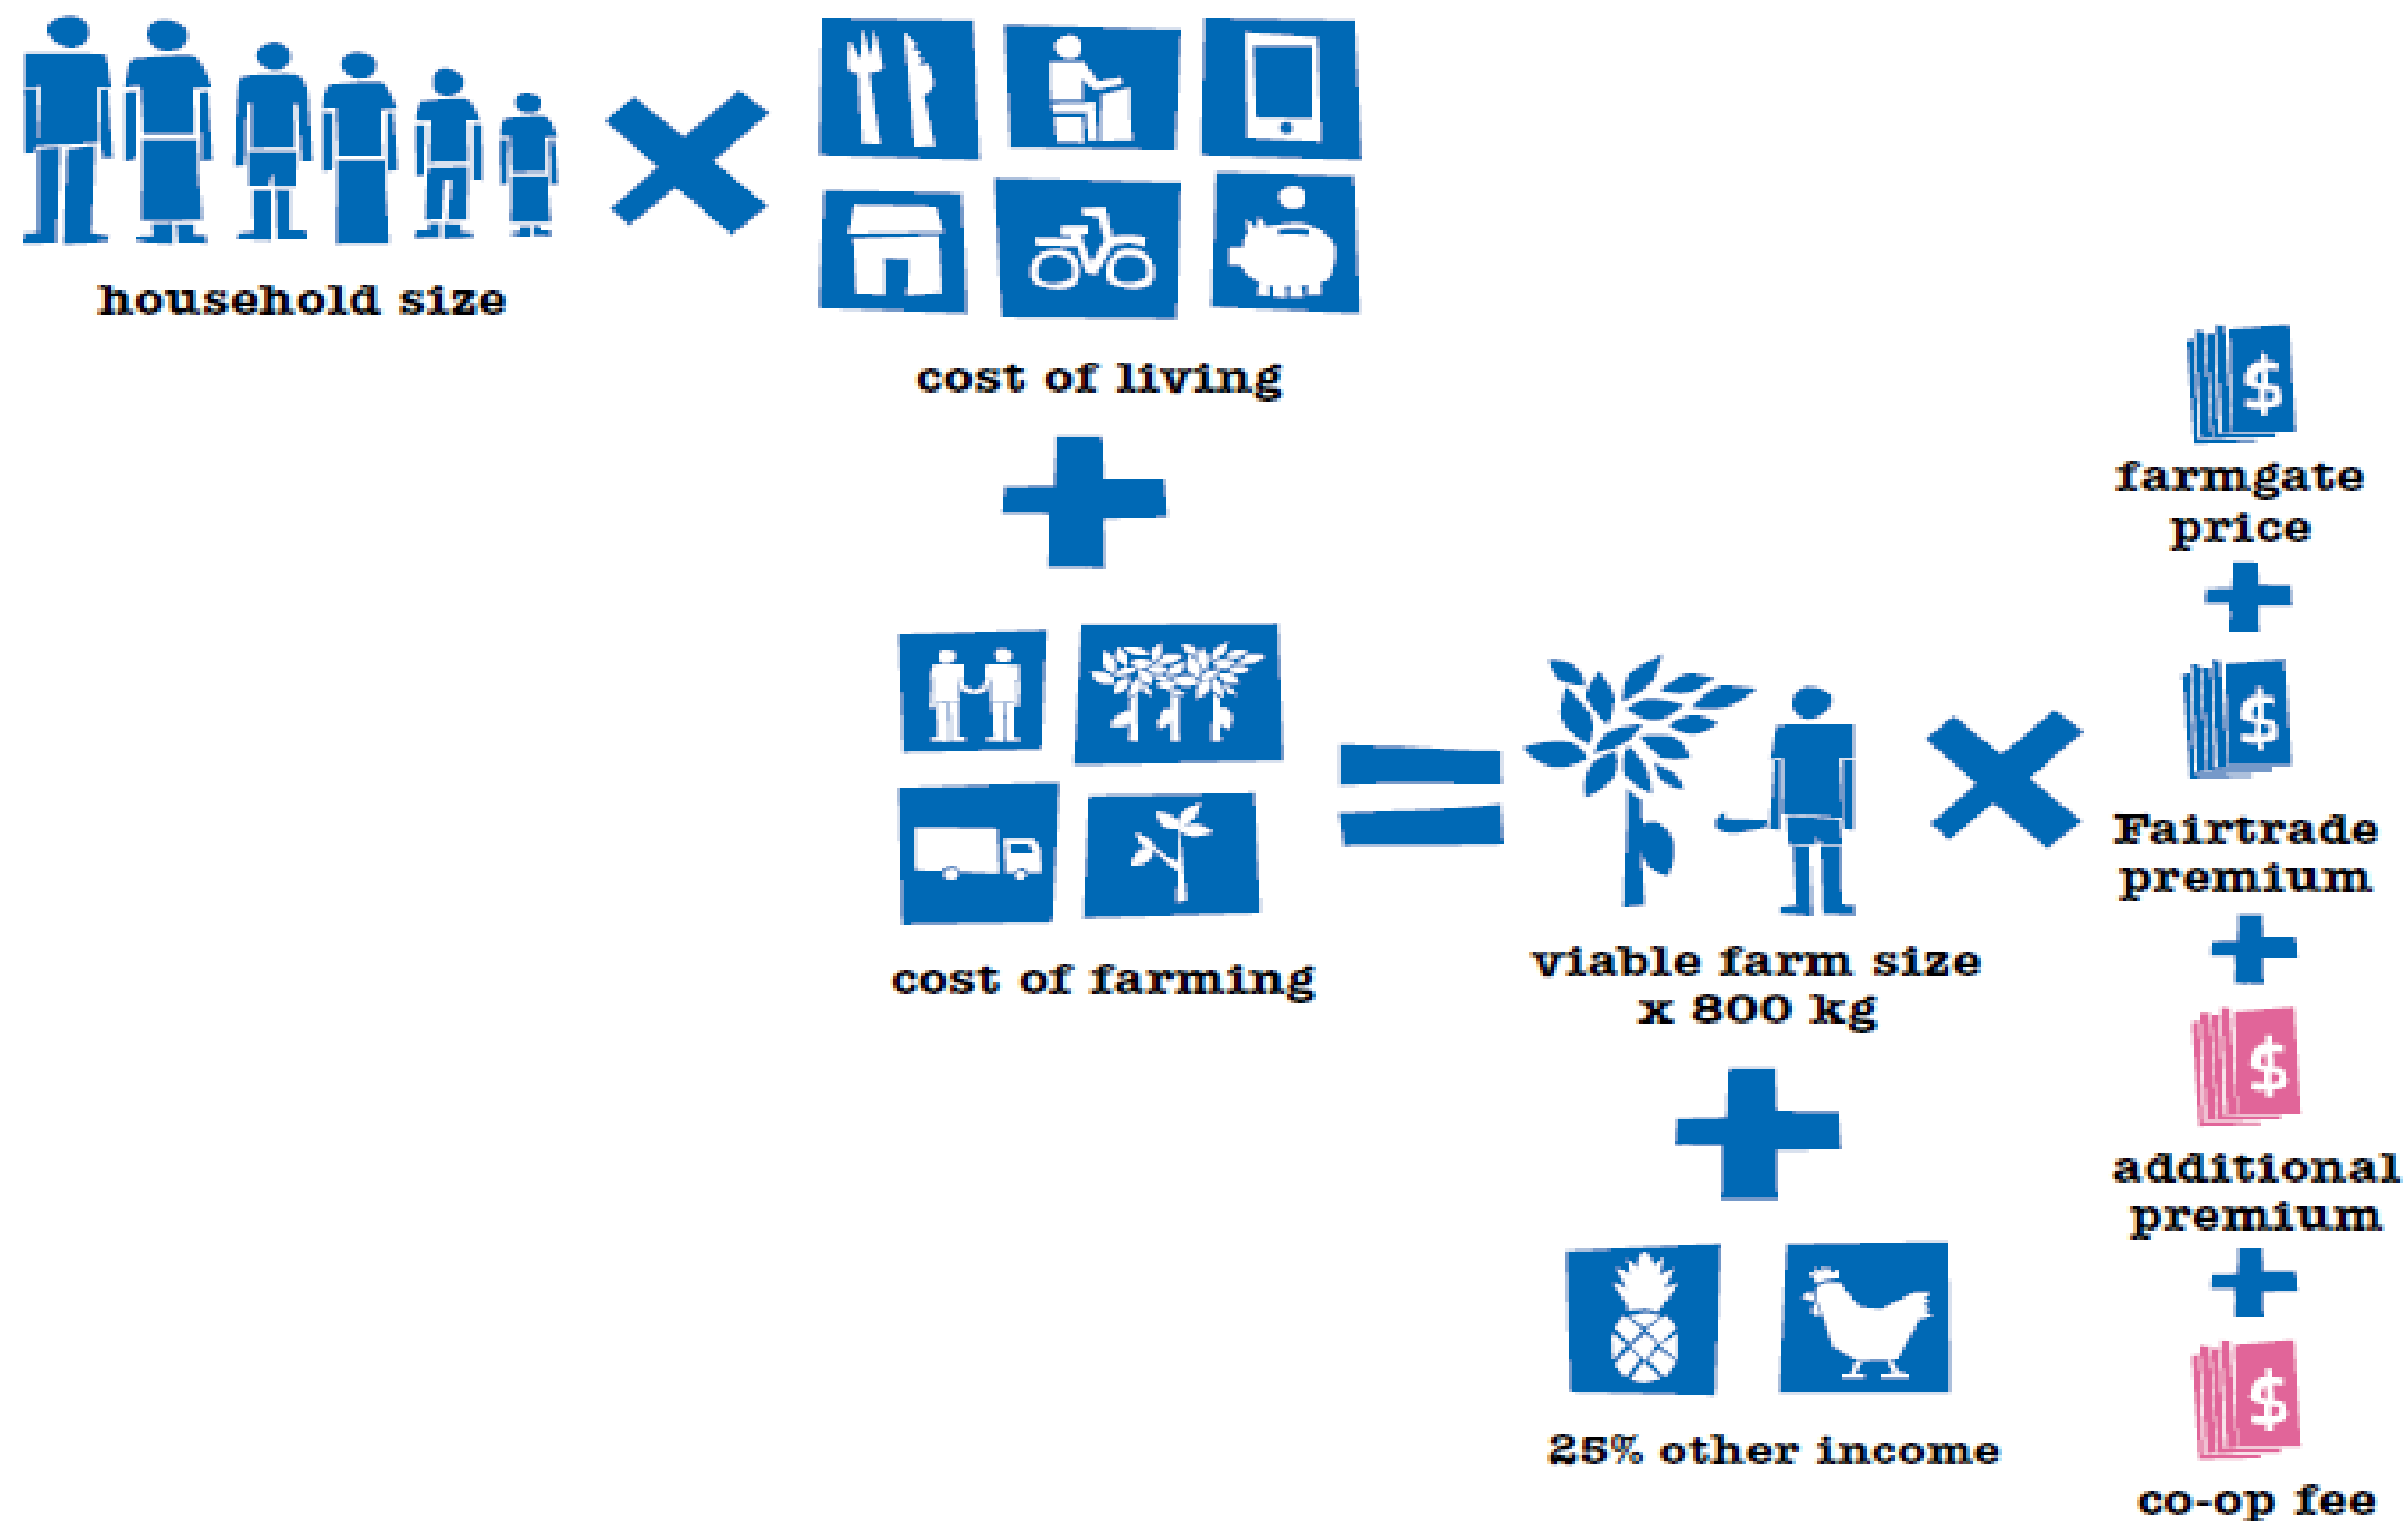 household size
cost of living
cost of farming
viable farm size
x 800 kg
25% other income
$
farmgate
price
$
Fairtrade
premium
$
additional
premium
$
co-op fee